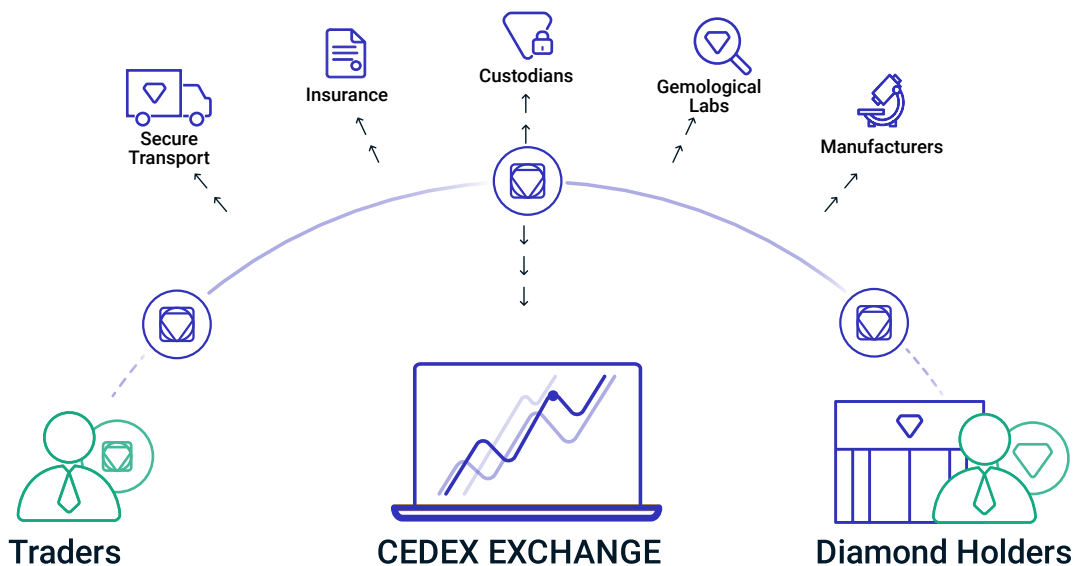 Custodians
Insurance
Gemological
Labs
Secure
Transport
Manufacturers
Traders
CEDEX EXCHANGE
Diamond Holders